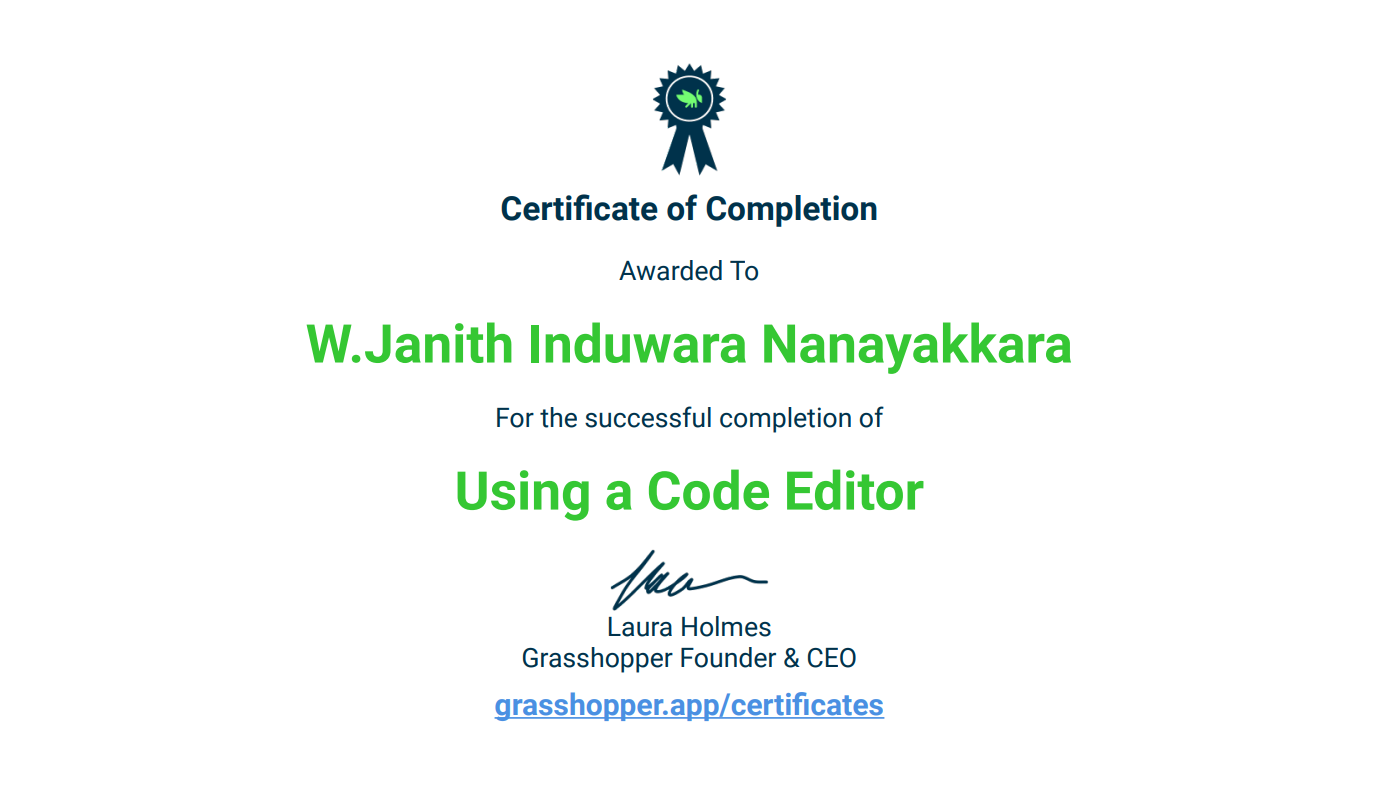 Certificate of Completion
Awarded To
W.Janith Induwara Nanayakkara
For the successful completion of
Using a Code Editor
Laura Holmes
Grasshopper Founder & CEO
grasshopper.app/certificates